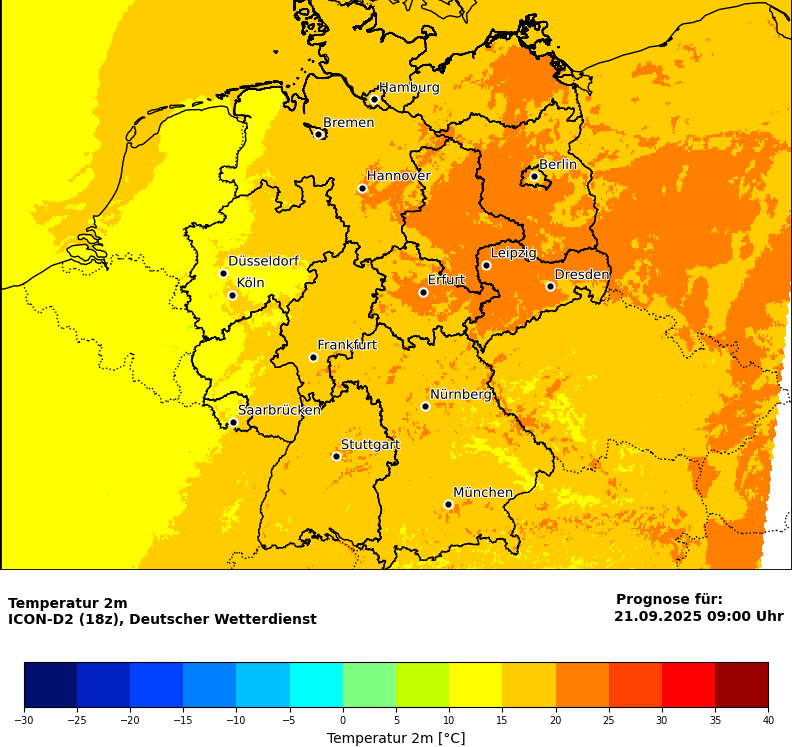 Hamburg
Bremen
Berlin
Hannover
Leipzig
Düsseldorf
Dresden
Köln
Erfurt
Frankfurt
Nürnberg
Saarbrücken
Stuttgart
München
Temperatur 2m
ICON-D2 (18z), Deutscher Wetterdienst
Prognose für:
21.09.2025 09:00 Uhr
−30 −25 −20 −15 −10 −5 0 5 10 15 20 25 30 35 40
Temperatur 2m [°C]